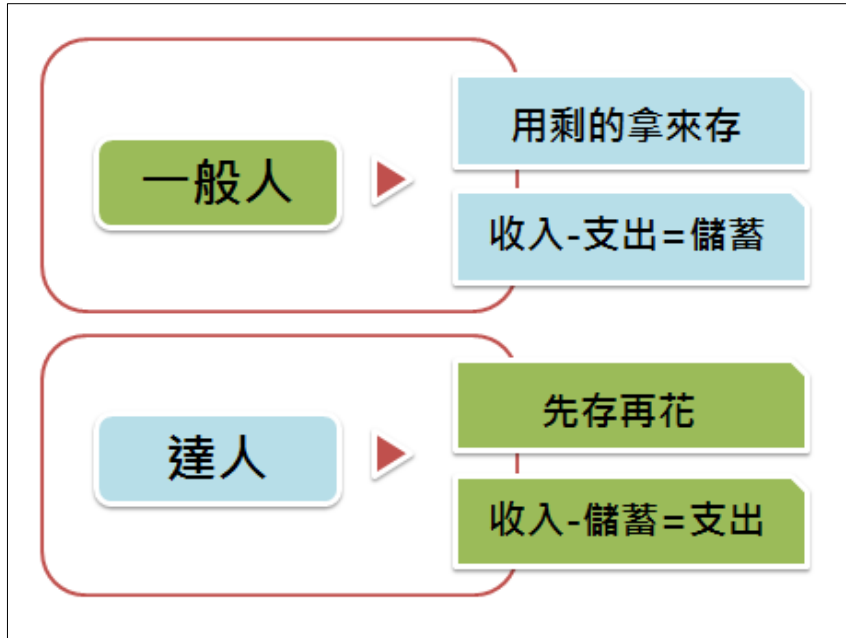 一般人
用剩的拿來存
收入-支出=儲蓄
達人
先存再花
收入-儲蓄=支出